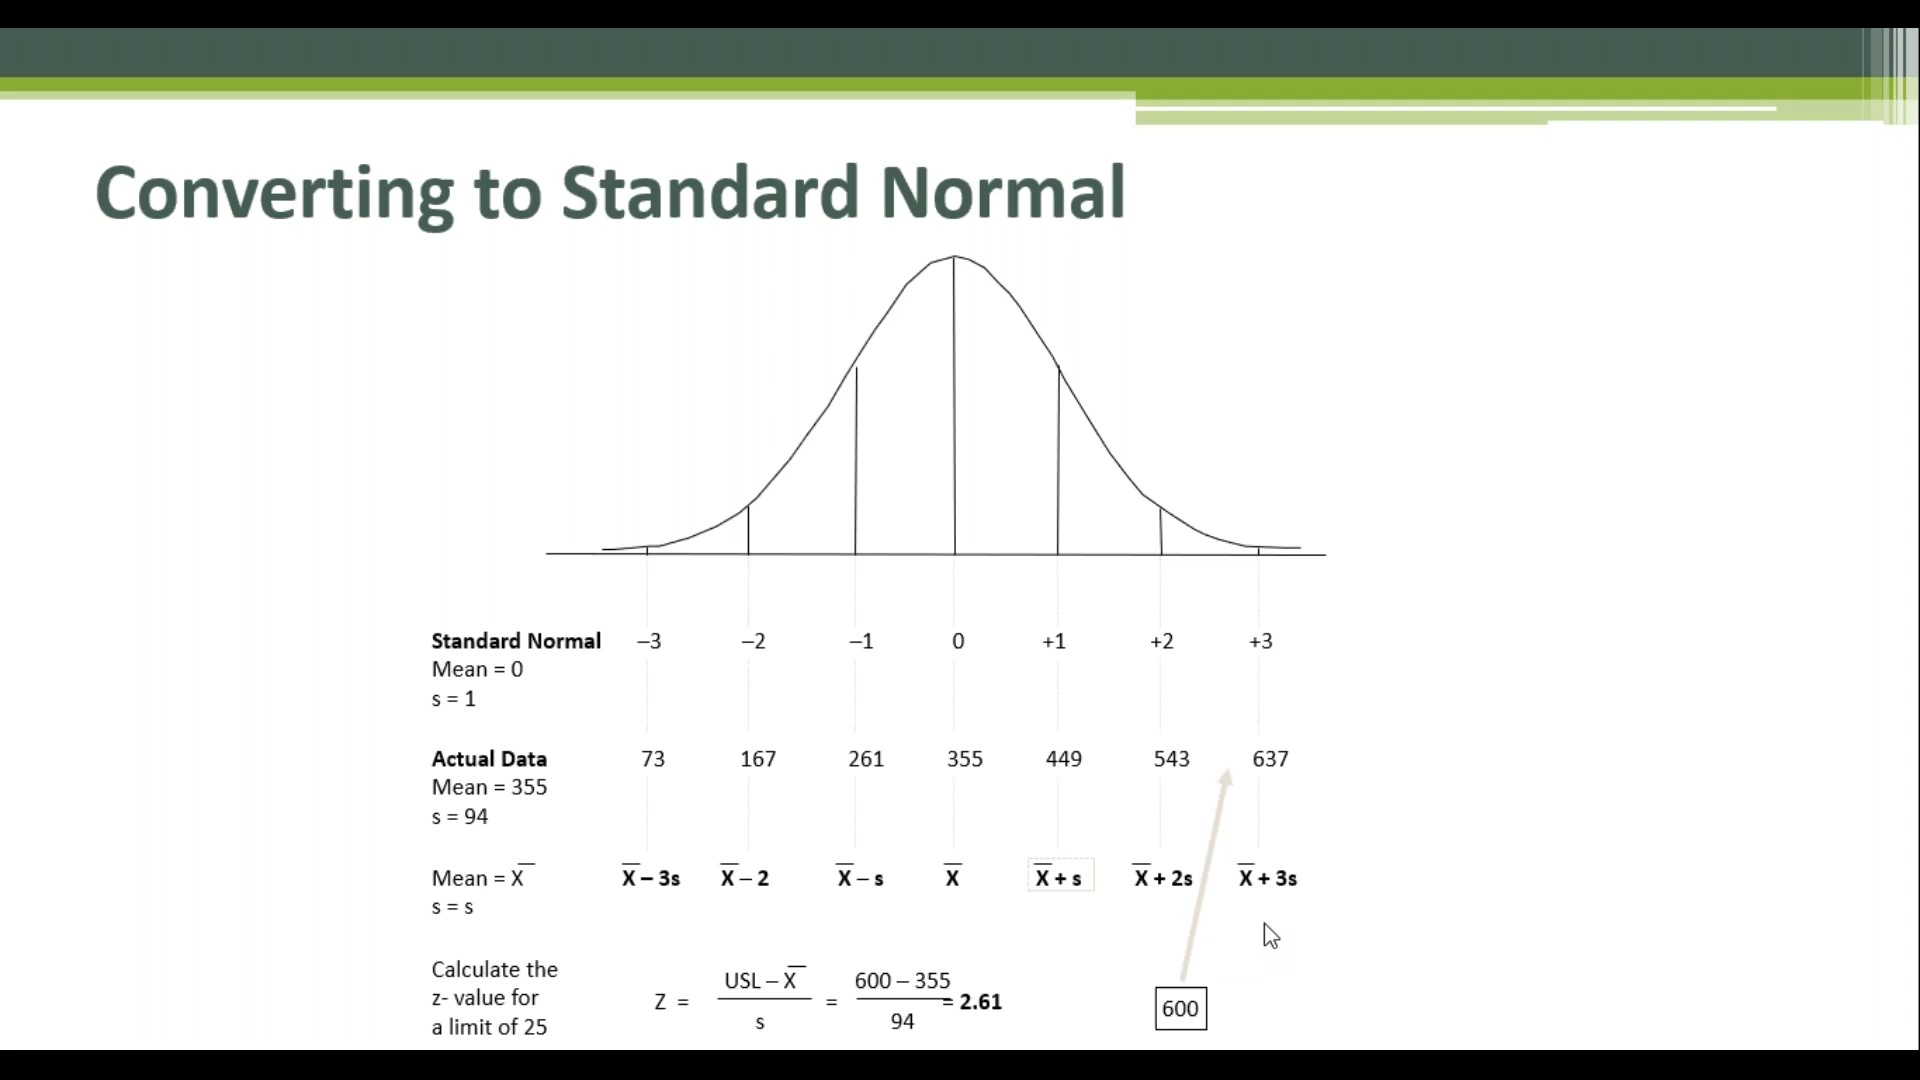 Converting to Standard Normal
Standard Normal –3 –2 –1 0 +1 +2 +3
Mean = 0
s = 1
Actual Data 73 167 261 355 449 543 637
Mean = 355
s = 94
Mean = X̅ X̅ – 3s X̅ – 2 X̅ – s X̅ X̅ + s X̅ + 2s X̅ + 3s
s = s
Calculate the
z- value for
a limit of 25
USL – X̅ 600 – 355
Z = = = 2.61
s 94
600